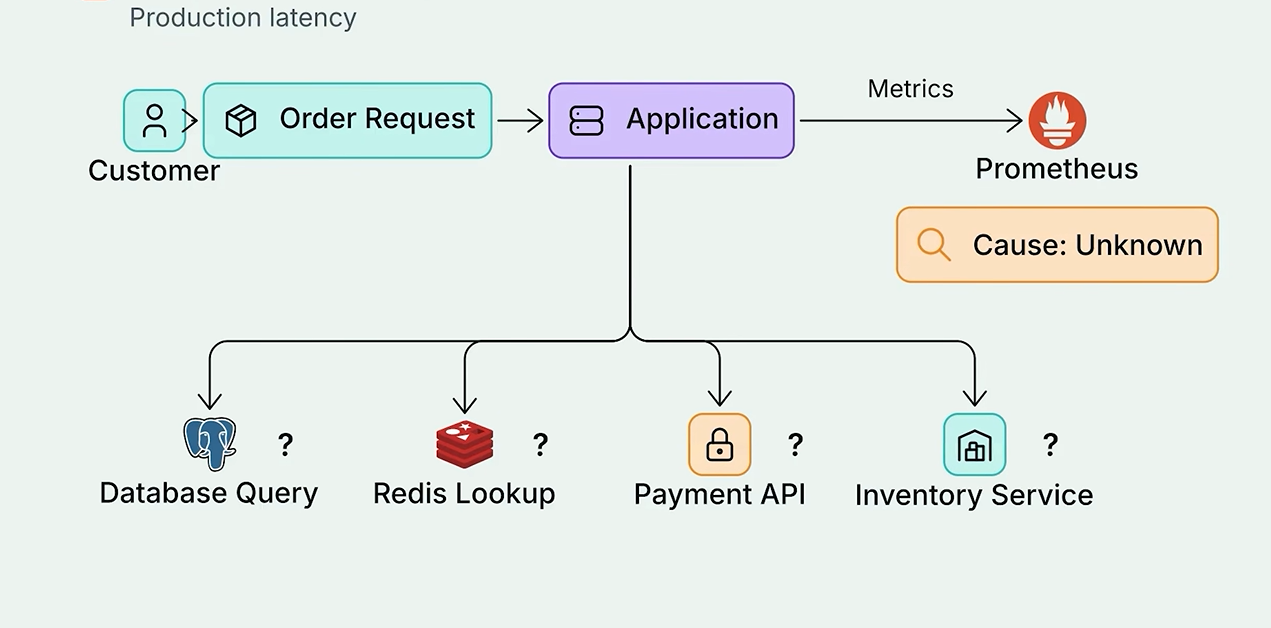 Production latency
Metrics
Order Request
Application
Customer
Prometheus
Cause: Unknown
?
?
?
?
Database Query
Redis Lookup
Payment API
Inventory Service